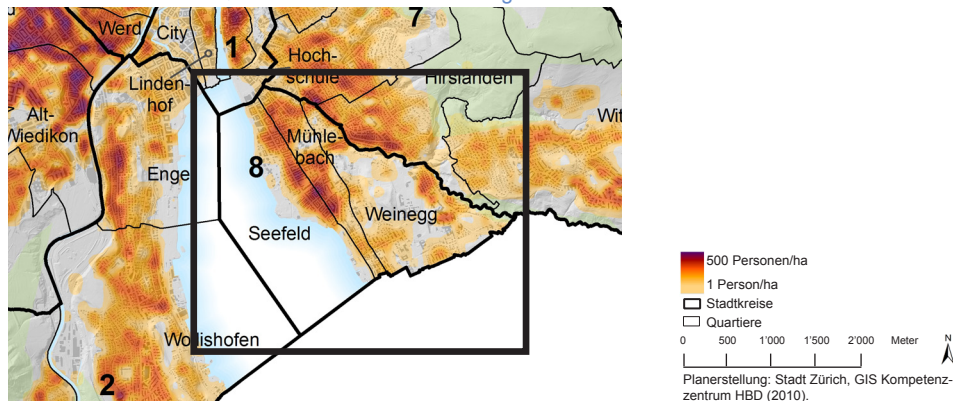 Werd
City
1
7
Hoch-
schule
Hirslanden
Linden-
hof
Alt-
Wiedikon
Wit
Mühle-
bach
8
Enge
Weinegg
Seefeld
Wollishofen
2
500 Personen/ha
1 Person/ha
Stadtkreise
Quartiere
0 500 1'000 1'500 2'000 Meter
N
Planerstellung: Stadt Zürich, GIS Kompetenz-
zentrum HBD (2010).